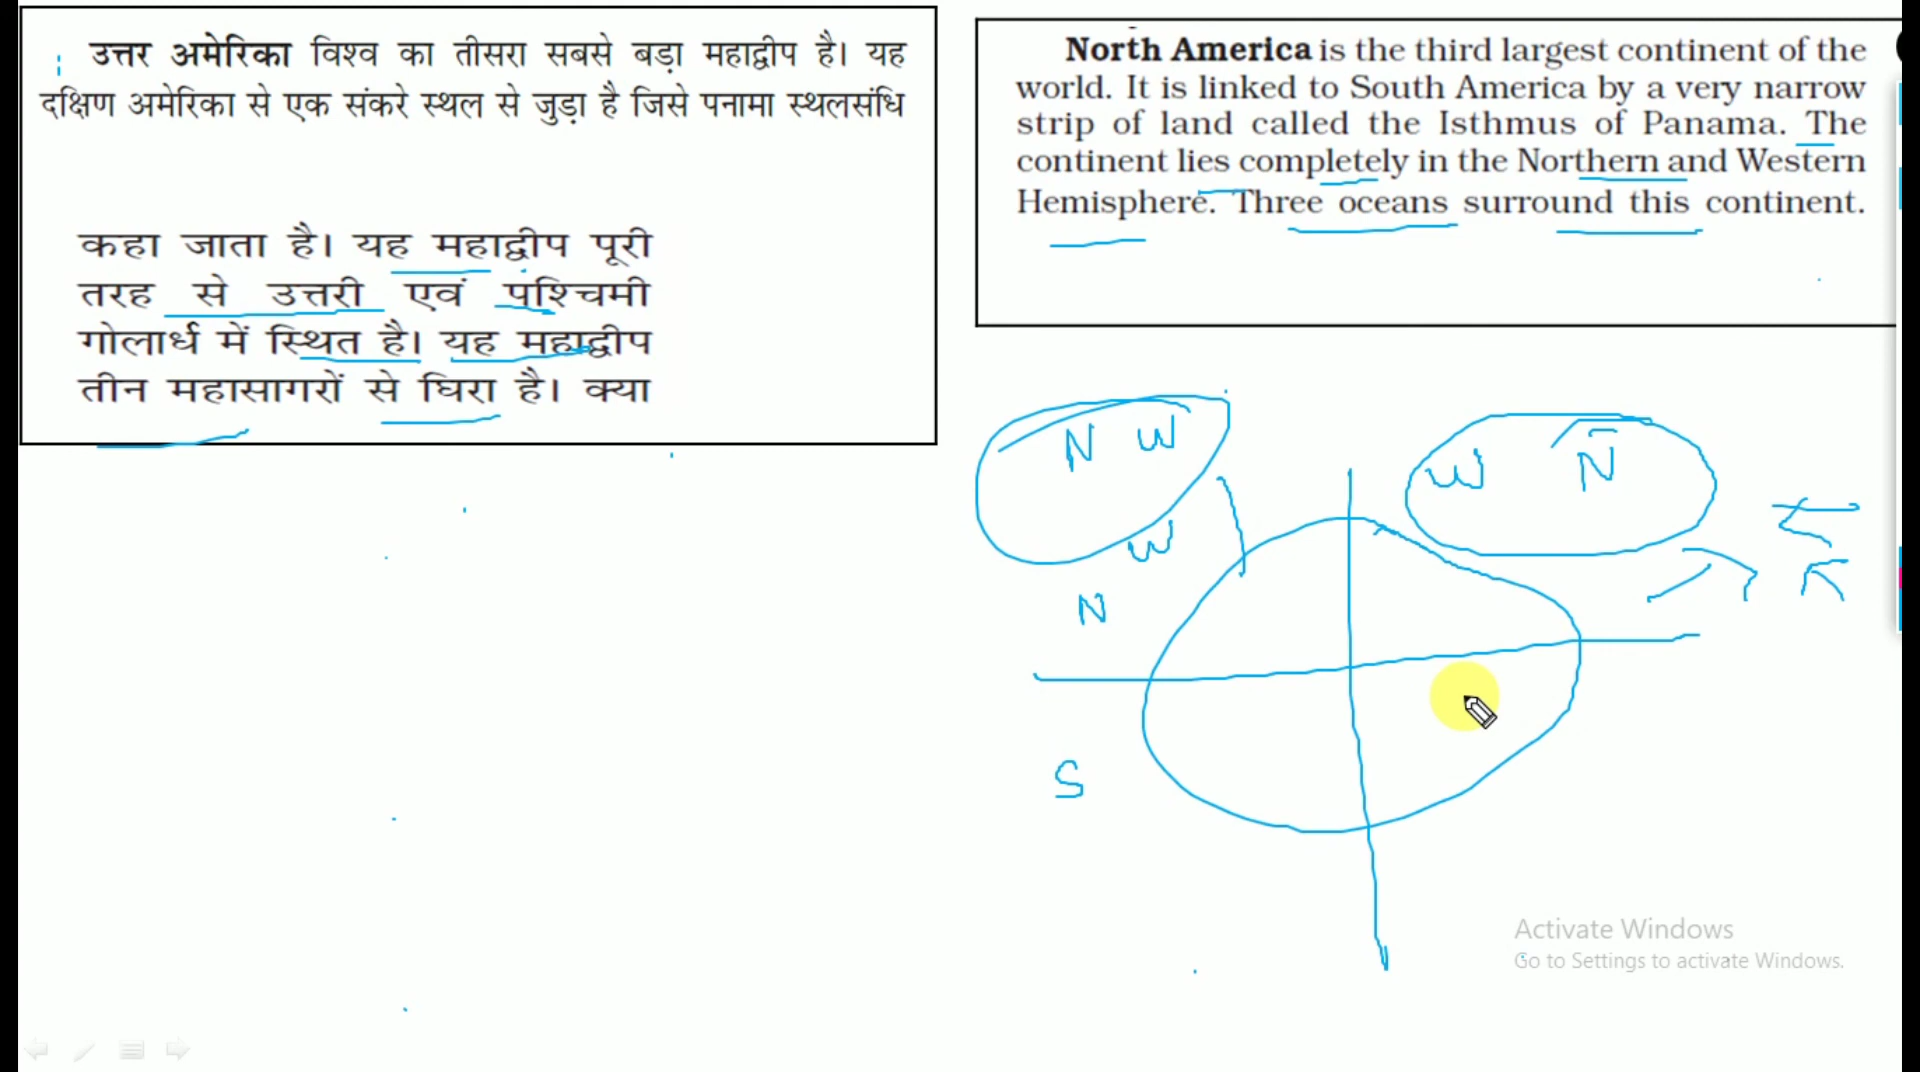 उत्तर अमेरिका विश्व का तीसरा सबसे बड़ा महाद्वीप है। यह
दक्षिण अमेरिका से एक संकरे स्थल से जुड़ा है जिसे पनामा स्थलसंधि
कहा जाता है। यह महाद्वीप पूरी
तरह से उत्तरी एवं पश्चिमी
गोलार्ध में स्थित है। यह महाद्वीप
तीन महासागरों से घिरा है। क्या
North America is the third largest continent of the
world. It is linked to South America by a very narrow
strip of land called the Isthmus of Panama. The
continent lies completely in the Northern and Western
Hemisphere. Three oceans surround this continent.
N W
W N
W
N
S
Activate Windows
Go to Settings to activate Windows.